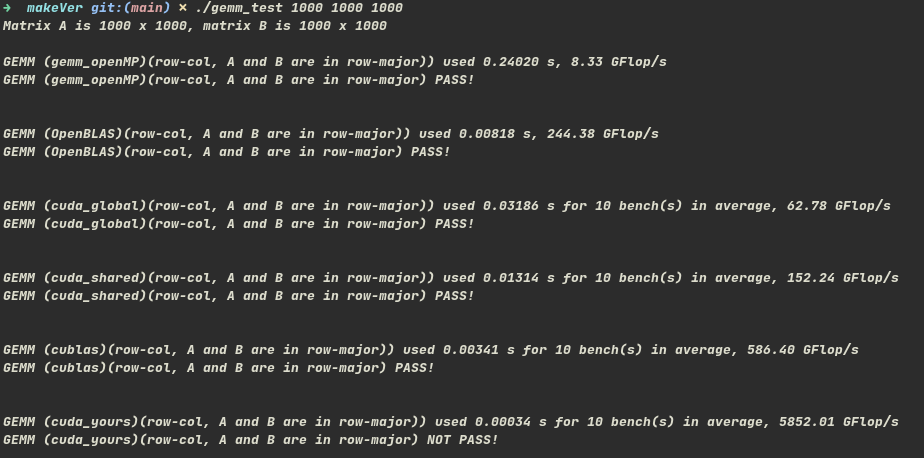 → makeVer git:(main) × ./gemm_test 1000 1000 1000
Matrix A is 1000 x 1000, matrix B is 1000 x 1000
GEMM (gemm_openMP)(row-col, A and B are in row-major)) used 0.24020 s, 8.33 GFlop/s
GEMM (gemm_openMP)(row-col, A and B are in row-major) PASS!
GEMM (OpenBLAS)(row-col, A and B are in row-major)) used 0.00818 s, 244.38 GFlop/s
GEMM (OpenBLAS)(row-col, A and B are in row-major) PASS!
GEMM (cuda_global)(row-col, A and B are in row-major)) used 0.03186 s for 10 bench(s) in average, 62.78 GFlop/s
GEMM (cuda_global)(row-col, A and B are in row-major) PASS!
GEMM (cuda_shared)(row-col, A and B are in row-major)) used 0.01314 s for 10 bench(s) in average, 152.24 GFlop/s
GEMM (cuda_shared)(row-col, A and B are in row-major) PASS!
GEMM (cublas)(row-col, A and B are in row-major)) used 0.00341 s for 10 bench(s) in average, 586.40 GFlop/s
GEMM (cublas)(row-col, A and B are in row-major) PASS!
GEMM (cuda_yours)(row-col, A and B are in row-major)) used 0.00034 s for 10 bench(s) in average, 5852.01 GFlop/s
GEMM (cuda_yours)(row-col, A and B are in row-major) NOT PASS!